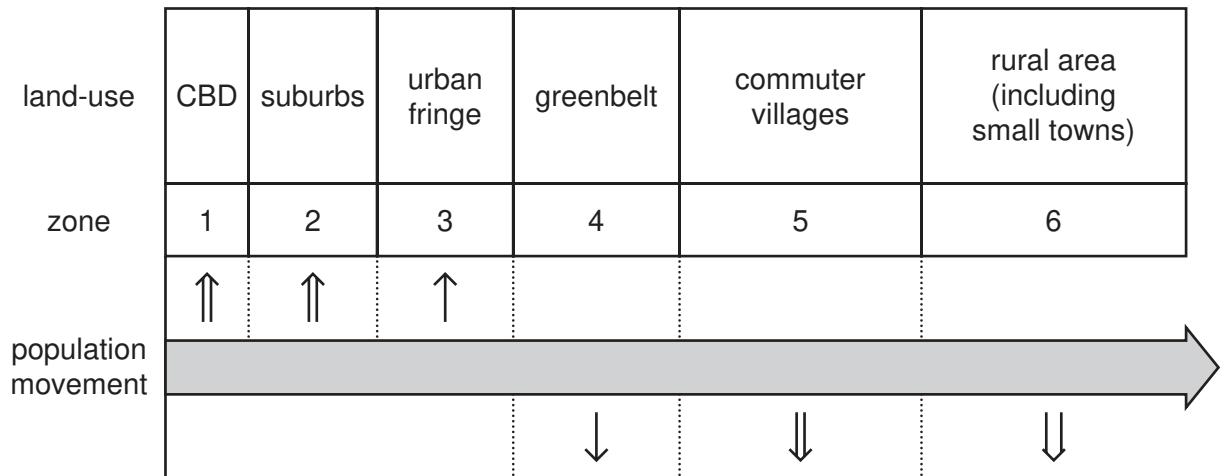 land-use
CBD
suburbs
urban
fringe
greenbelt
commuter
villages
rural area
(including
small towns)
zone
1
2
3
4
5
6
population
movement